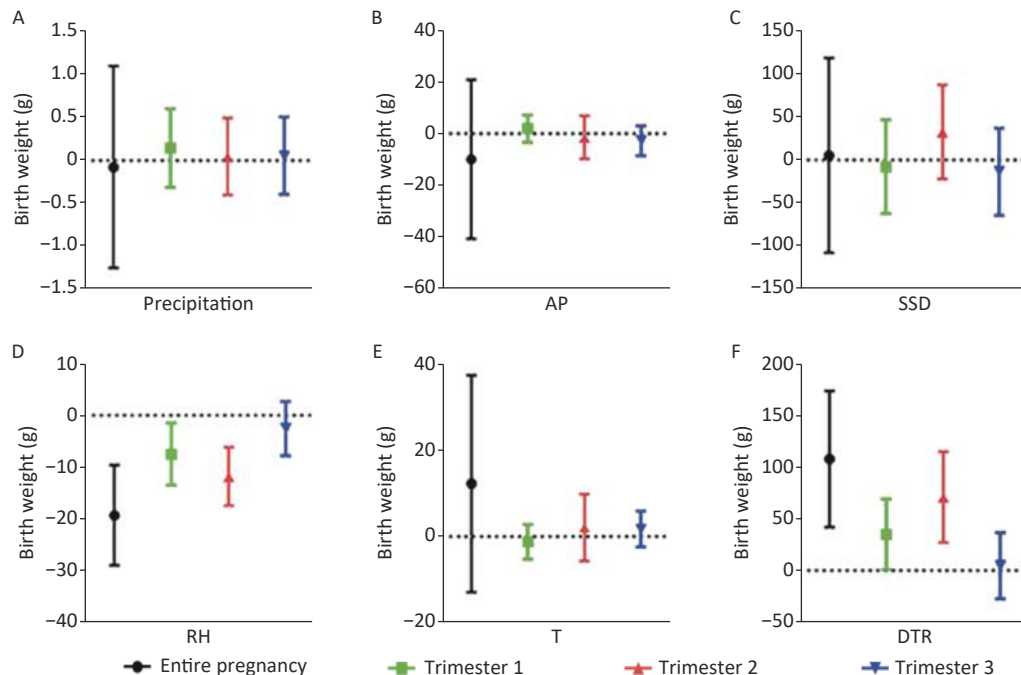 A
Birth weight (g)
1.5
1.0
0.5
0
−0.5
−1.0
−1.5
Precipitation
B
Birth weight (g)
40
20
0
−20
−40
−60
AP
C
Birth weight (g)
150
100
50
0
−50
−100
−150
SSD
D
Birth weight (g)
10
0
−10
−20
−30
−40
RH
E
Birth weight (g)
40
20
0
−20
T
F
Birth weight (g)
200
150
100
50
0
−50
DTR
Entire pregnancy Trimester 1 Trimester 2 Trimester 3